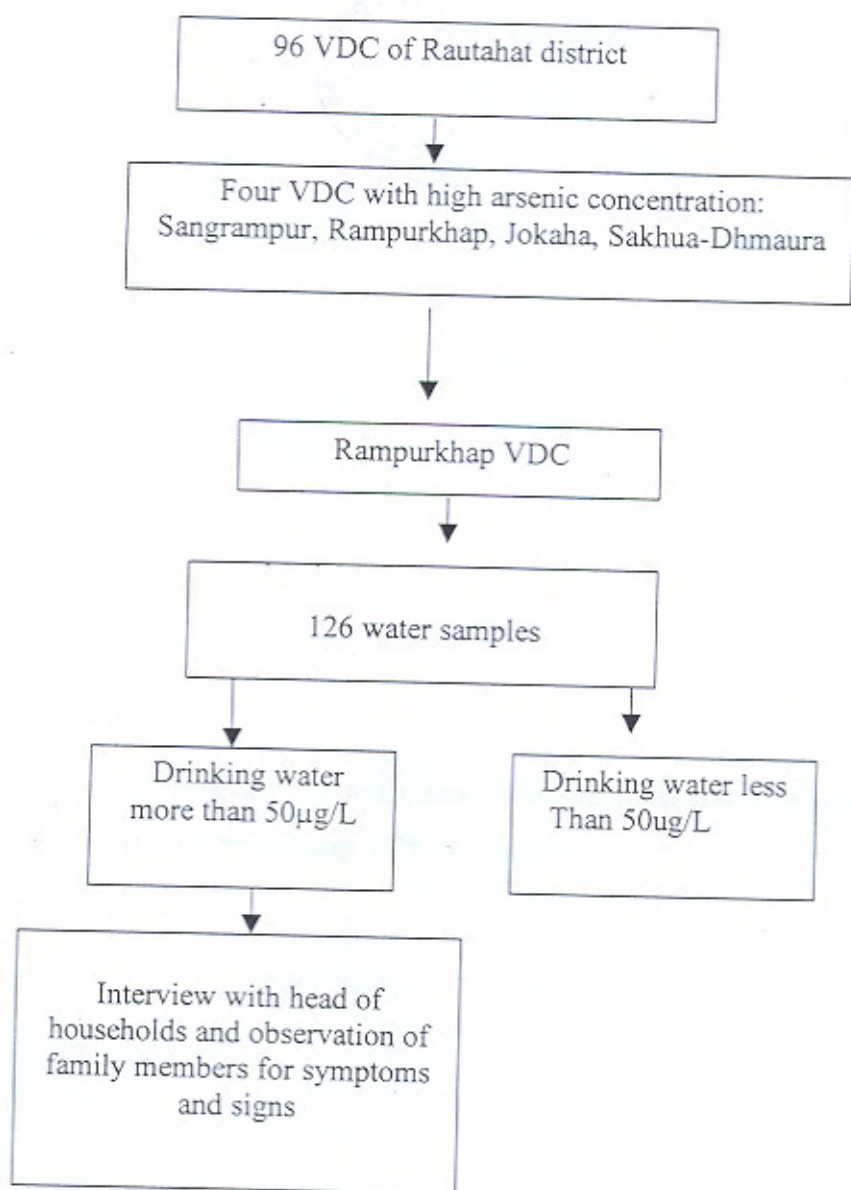 96 VDC of Rautahat district
Four VDC with high arsenic concentration:
Sangrampur, Rampurkhap, Jokaha, Sakhua-Dhmaura
Rampurkhap VDC
126 water samples
Drinking water
more than 50μg/L
Drinking water less
Than 50ug/L
Interview with head of
households and observation of
family members for symptoms
and signs